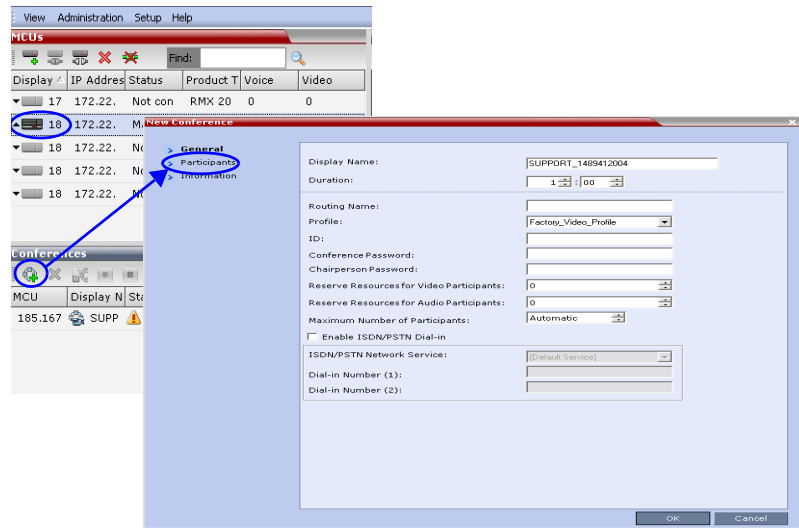 View Administration Setup Help
MCUs
Find:
Display IP Addres Status Product T Voice Video
17 172.22. Not con RMX 20 0 0
18 172.22. M.
18 172.22. No
18 172.22. No
18 172.22. No
Conferences
MCU Display N Sta
185.167 SUPP
New Conference
General
Participants
Information
Display Name: SUPPORT_1489412004
Duration: 1 : 00
Routing Name:
Profile: Factory_Video_Profile
ID:
Conference Password:
Chairperson Password:
Reserve Resources for Video Participants: 0
Reserve Resources for Audio Participants: 0
Maximum Number of Participants: Automatic
Enable ISDN/PSTN Dial-in
ISDN/PSTN Network Service: [Default Service]
Dial-in Number (1):
Dial-in Number (2):
OK Cancel